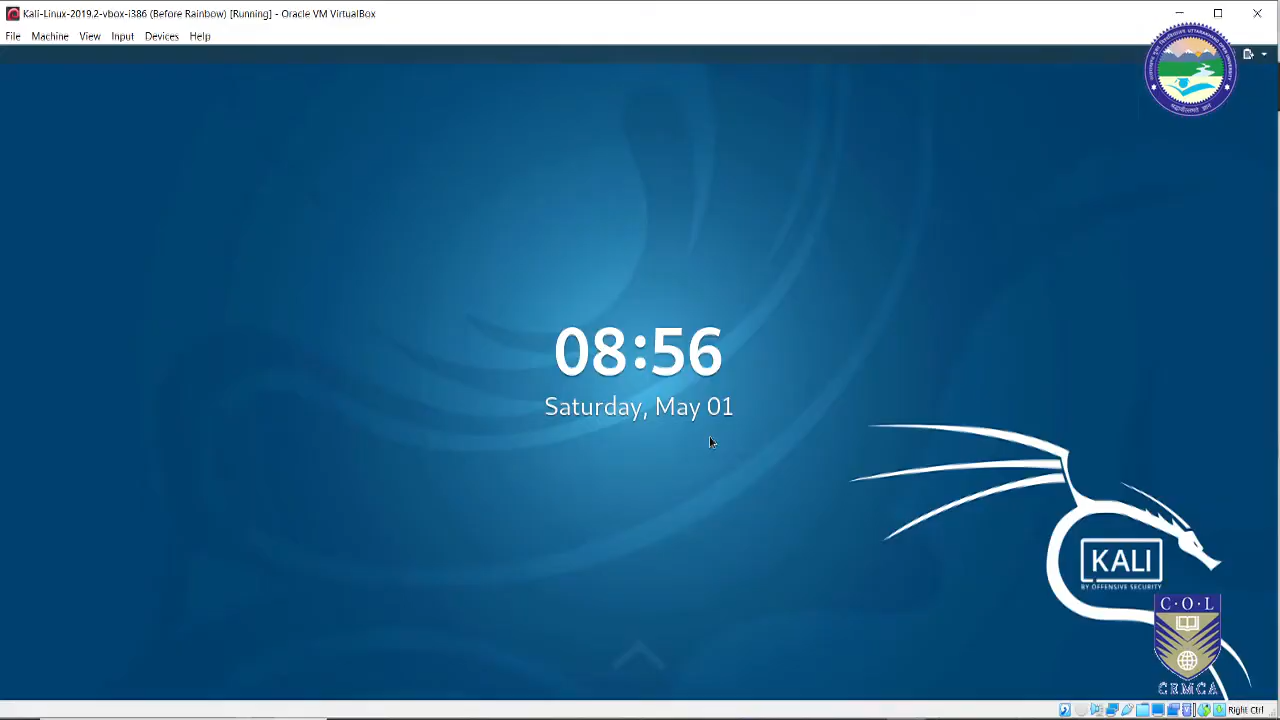 Kali-Linux-2019.2-vbox-i386 (Before Rainbow) [Running] - Oracle VM VirtualBox
File Machine View Input Devices Help
08:56
Saturday, May 01
KALI
BY OFFENSIVE SECURITY
C·O·L
CEMCA
Right Ctrl